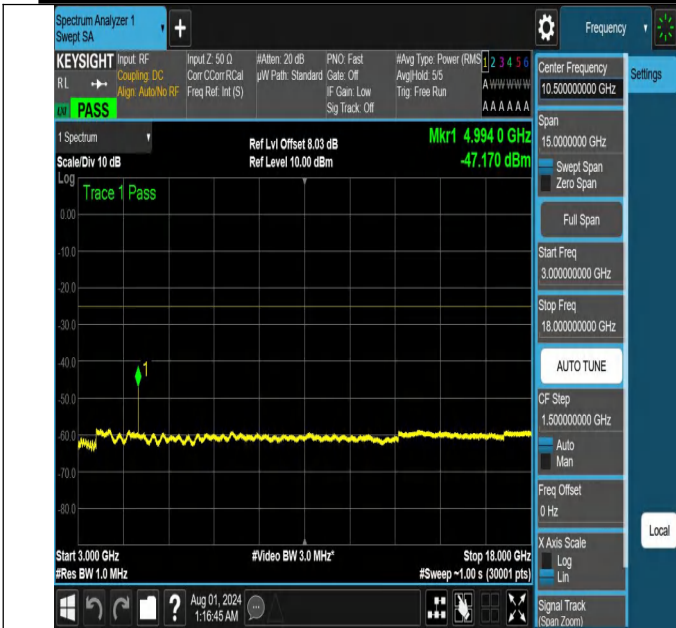 Spectrum Analyzer 1
Swept SA
+
Frequency
KEYSIGHT
RL
PASS
Input: RF
Coupling: DC
Align: Auto/No RF
Input Z: 50 Ω
Corr CCorr RCal
Freq Ref: Int (S)
#Atten: 20 dB
µW Path: Standard
PNO: Fast
Gate: Off
IF Gain: Low
Sig Track: Off
#Avg Type: Power (RMS
Avg|Hold: 5/5
Trig: Free Run
1 2 3 4 5 6
A W W W W W
A A A A A A
1 Spectrum
Scale/Div 10 dB
Ref Lvl Offset 8.03 dB
Ref Level 10.00 dBm
Mkr1 4.994 0 GHz
-47.170 dBm
Log
Trace 1 Pass
0.00
-10.0
-20.0
-30.0
-40.0
-50.0
-60.0
-70.0
-80.0
1
Start 3.000 GHz
#Res BW 1.0 MHz
#Video BW 3.0 MHz*
Stop 18.000 GHz
#Sweep ~1.00 s (30001 pts)
?
Aug 01, 2024
1:16:45 AM
Center Frequency
10.500000000 GHz
Settings
Span
15.0000000 GHz
Swept Span
Zero Span
Full Span
Start Freq
3.000000000 GHz
Stop Freq
18.000000000 GHz
AUTO TUNE
CF Step
1.500000000 GHz
Auto
Man
Freq Offset
0 Hz
Local
X Axis Scale
Log
Lin
Signal Track
(Span Zoom)